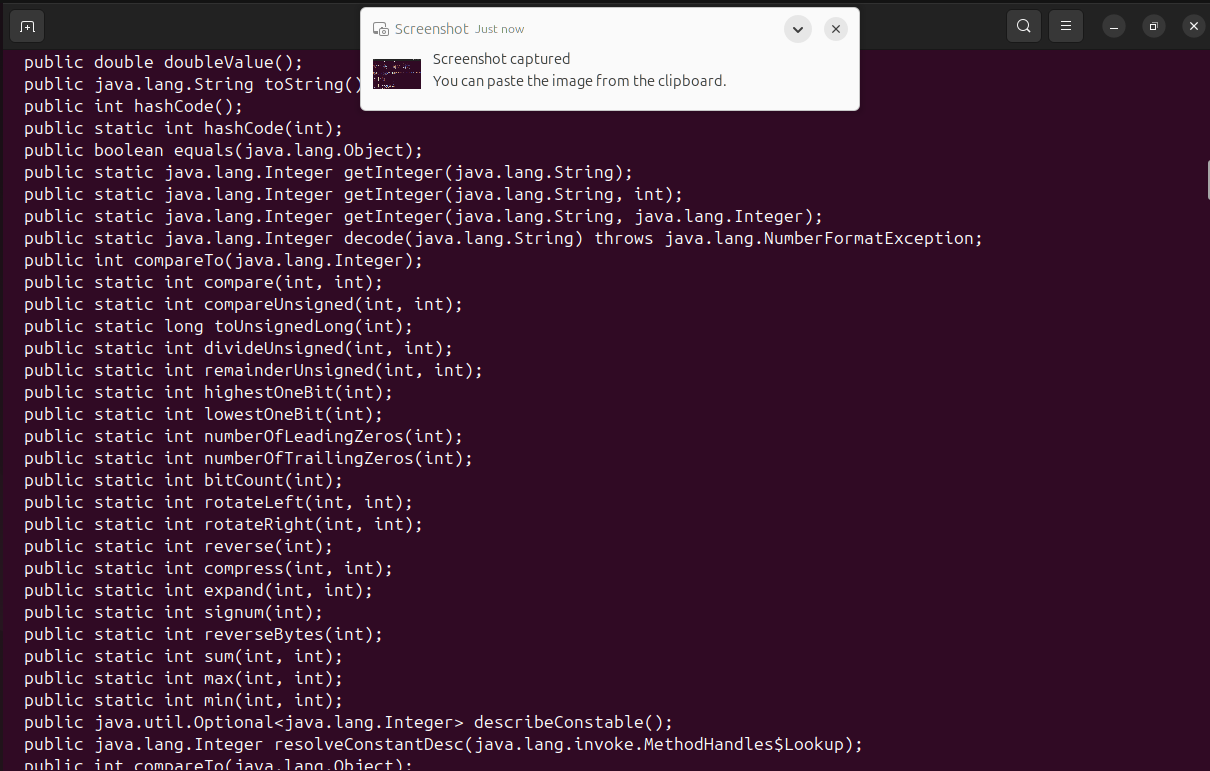 Screenshot Just now
Screenshot captured
You can paste the image from the clipboard.
public double doubleValue();
public java.lang.String toString()
public int hashCode();
public static int hashCode(int);
public boolean equals(java.lang.Object);
public static java.lang.Integer getInteger(java.lang.String);
public static java.lang.Integer getInteger(java.lang.String, int);
public static java.lang.Integer getInteger(java.lang.String, java.lang.Integer);
public static java.lang.Integer decode(java.lang.String) throws java.lang.NumberFormatException;
public int compareTo(java.lang.Integer);
public static int compare(int, int);
public static int compareUnsigned(int, int);
public static long toUnsignedLong(int);
public static int divideUnsigned(int, int);
public static int remainderUnsigned(int, int);
public static int highestOneBit(int);
public static int lowestOneBit(int);
public static int numberOfLeadingZeros(int);
public static int numberOfTrailingZeros(int);
public static int bitCount(int);
public static int rotateLeft(int, int);
public static int rotateRight(int, int);
public static int reverse(int);
public static int compress(int, int);
public static int expand(int, int);
public static int signum(int);
public static int reverseBytes(int);
public static int sum(int, int);
public static int max(int, int);
public static int min(int, int);
public java.util.Optional<java.lang.Integer> describeConstable();
public java.lang.Integer resolveConstantDesc(java.lang.invoke.MethodHandles$Lookup);
public int compareTo(java.lang.Object);